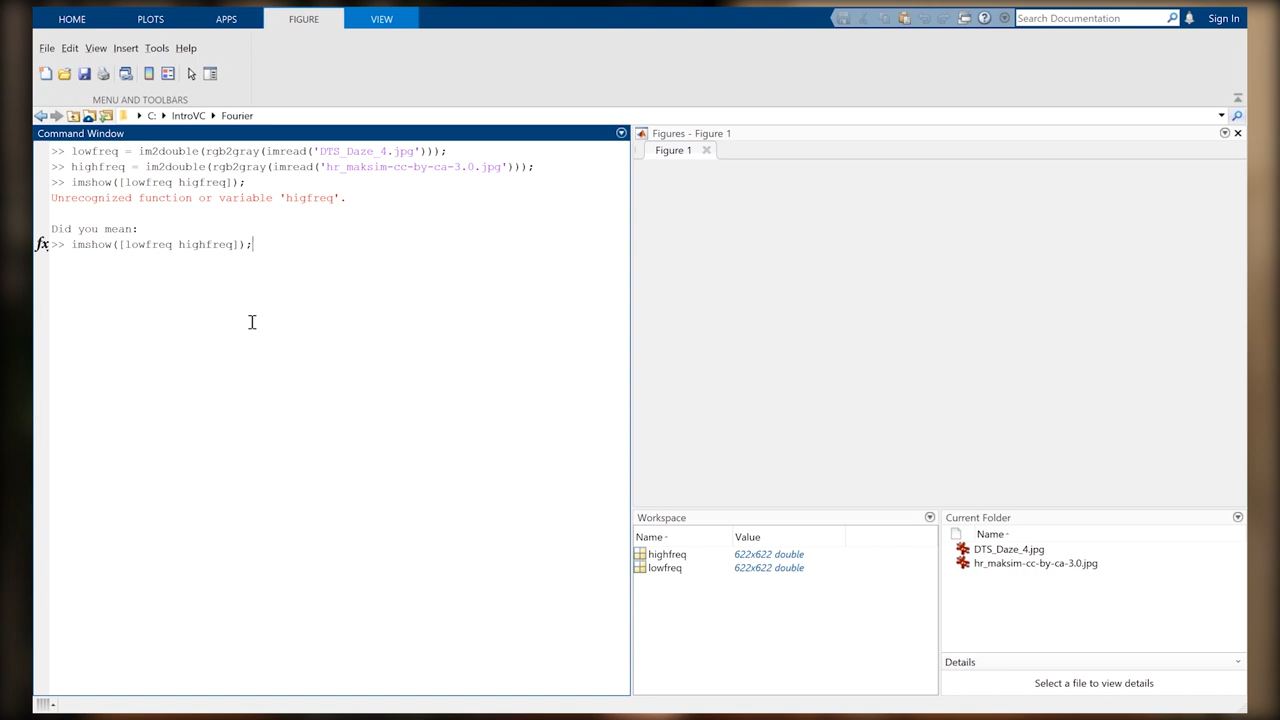 HOME PLOTS APPS FIGURE VIEW Search Documentation Sign In
File Edit View Insert Tools Help
MENU AND TOOLBARS
C: IntroVC Fourier
Command Window
>> lowfreq = im2double(rgb2gray(imread('DTS_Daze_4.jpg')));
>> highfreq = im2double(rgb2gray(imread('hr_maksim-cc-by-ca-3.0.jpg')));
>> imshow([lowfreq higfreq]);
Unrecognized function or variable 'higfreq'.
Did you mean:
fx >> imshow([lowfreq highfreq]);
Figures - Figure 1
Figure 1
Workspace
Name Value
highfreq 622x622 double
lowfreq 622x622 double
Current Folder
Name
DTS_Daze_4.jpg
hr_maksim-cc-by-ca-3.0.jpg
Details
Select a file to view details